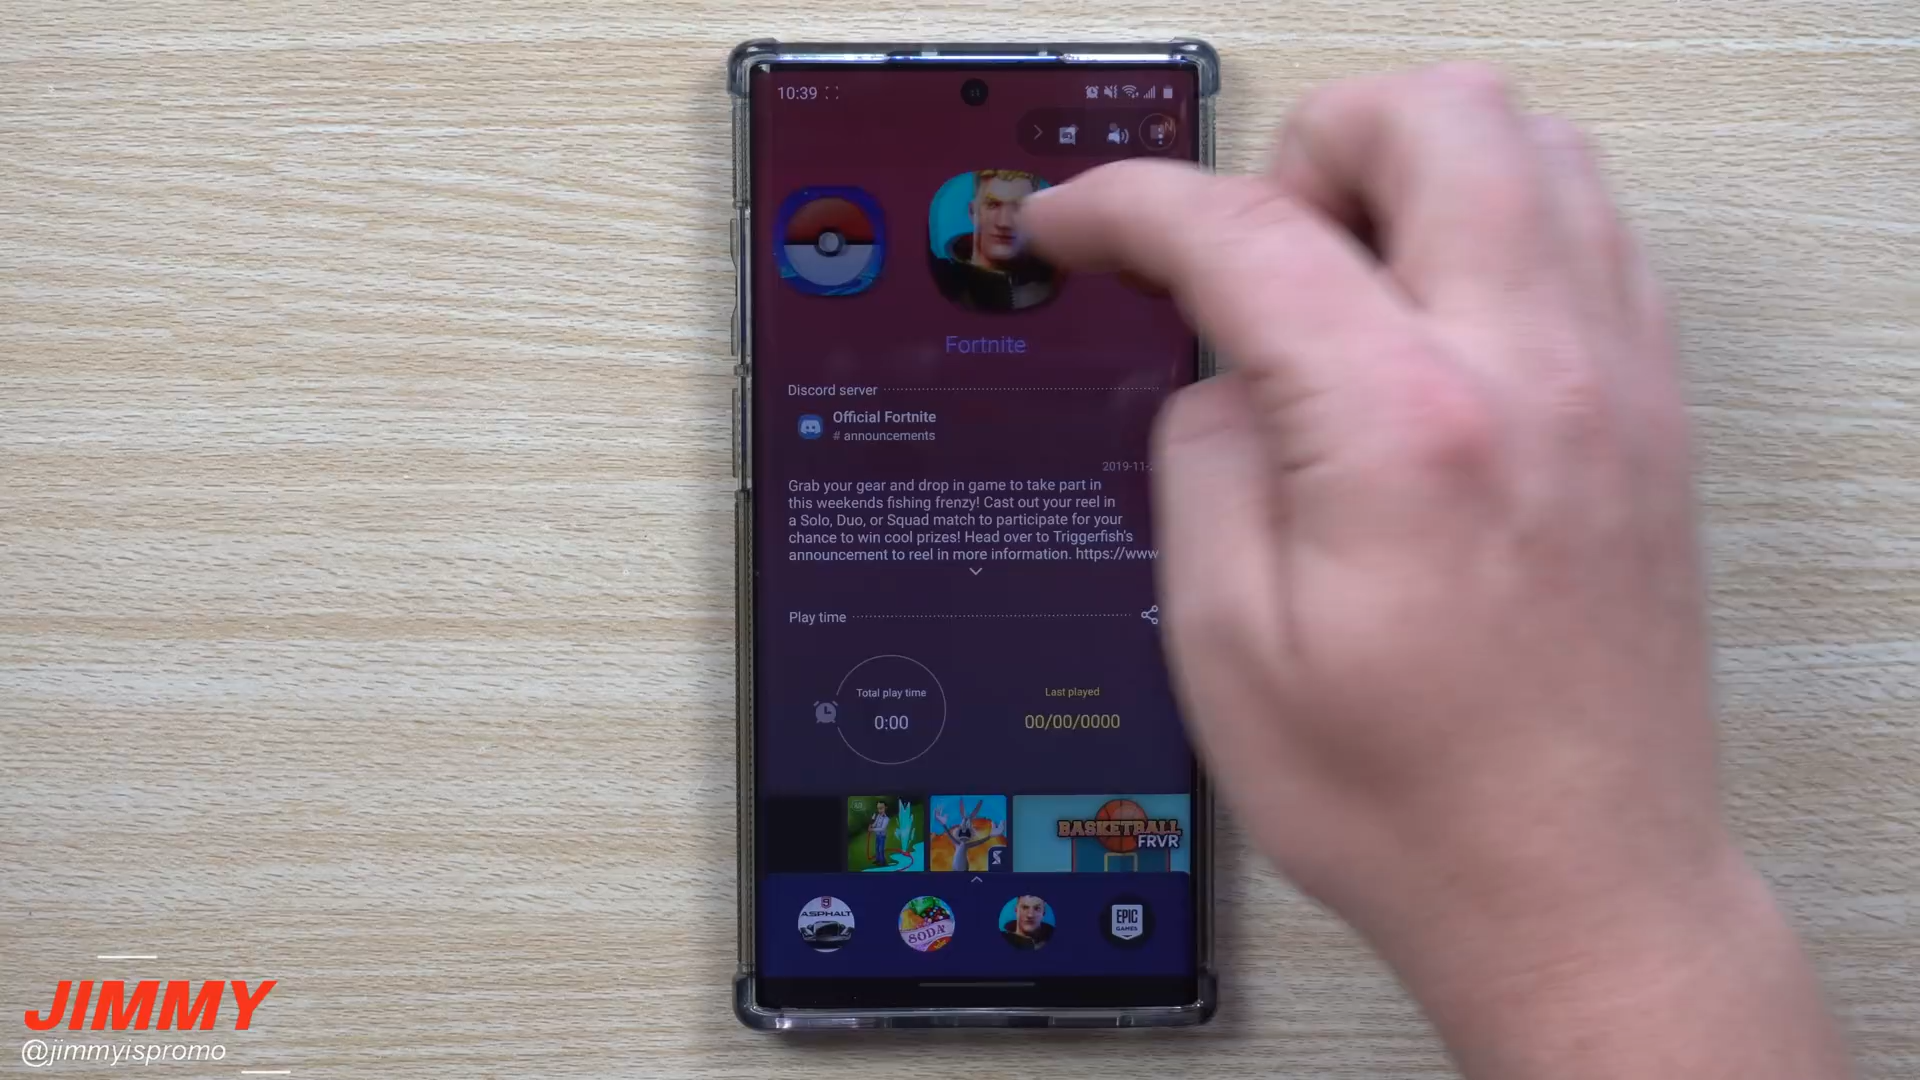 10:39
Fortnite
Discord server
Official Fortnite
# announcements
2019-11-2
Grab your gear and drop in game to take part in
this weekends fishing frenzy! Cast out your reel in
a Solo, Duo, or Squad match to participate for your
chance to win cool prizes! Head over to Triggerfish's
announcement to reel in more information. https://www
Play time
Total play time
0:00
Last played
00/00/0000
BASKETBALL
FRVR
S
9
ASPHALT
SODA
EPIC
GAMES
JIMMY
@jimmyispromo